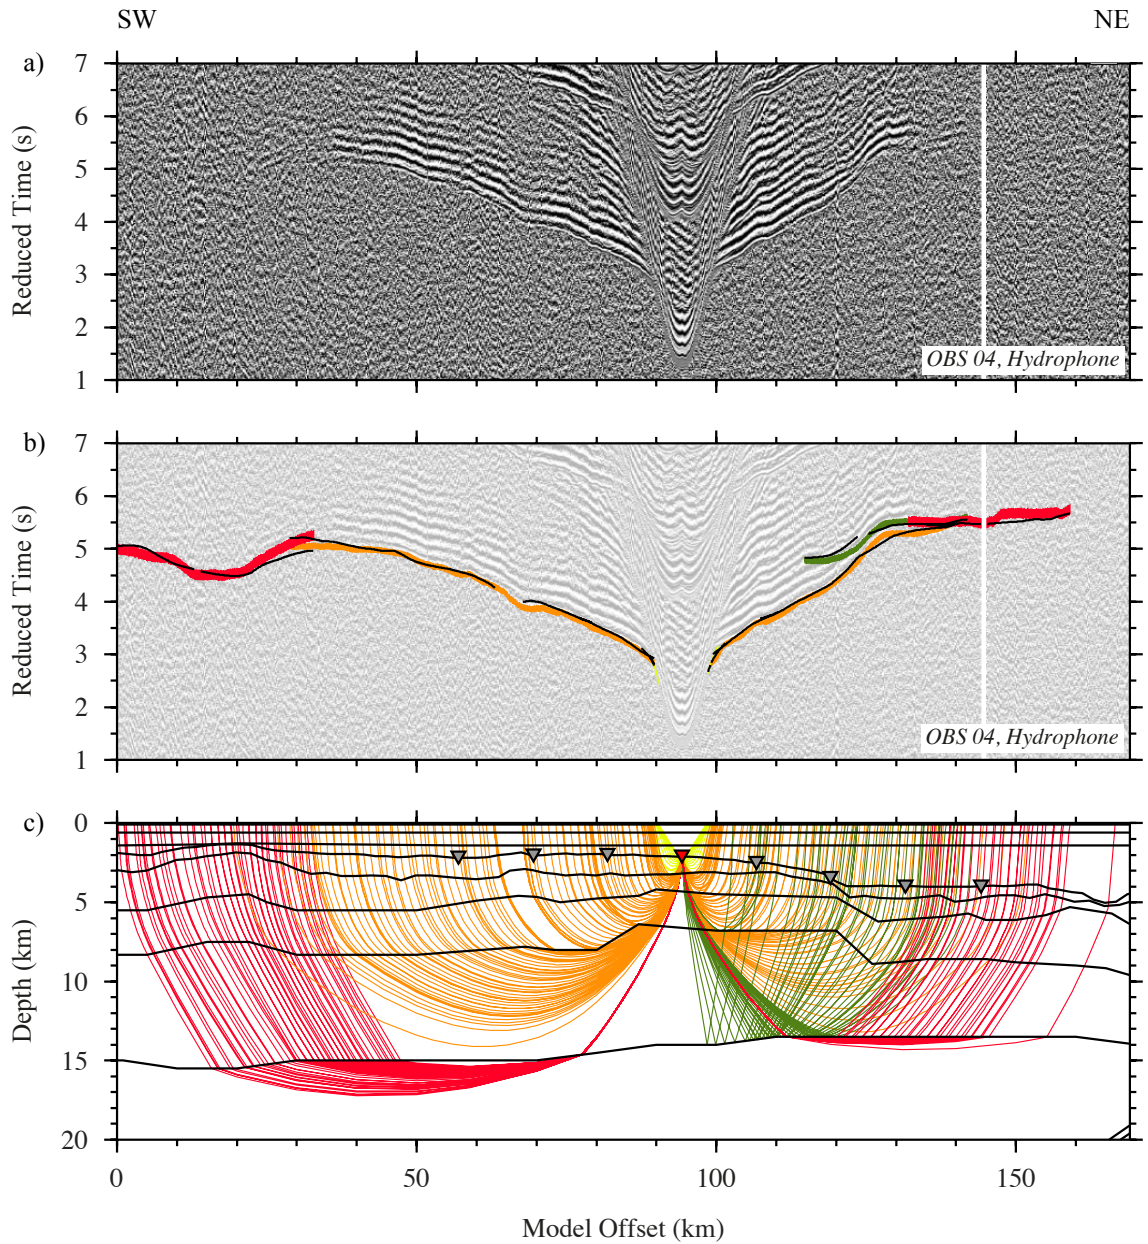 SW NE
a)
7
6
5
4
3
2
1
Reduced Time (s)
OBS 04, Hydrophone
b)
7
6
5
4
3
2
1
Reduced Time (s)
OBS 04, Hydrophone
c)
0
5
10
15
20
Depth (km)
0 50 100 150
Model Offset (km)